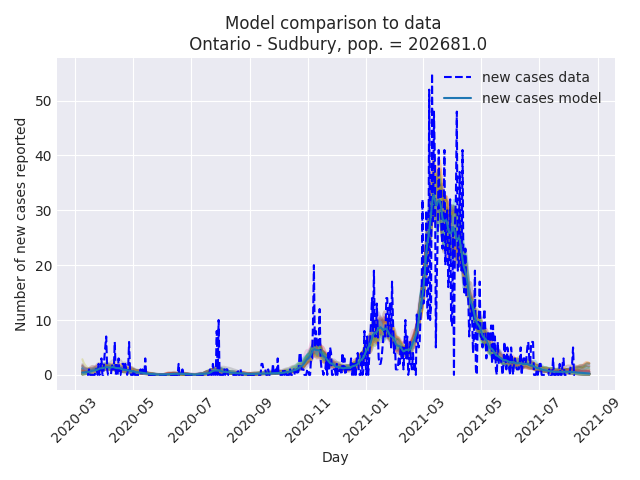 Model comparison to data
Ontario - Sudbury, pop. = 202681.0
new cases data
new cases model
Number of new cases reported
50
40
30
20
10
0
2020-03
2020-05
2020-07
2020-09
2020-11
2021-01
2021-03
2021-05
2021-07
2021-09
Day